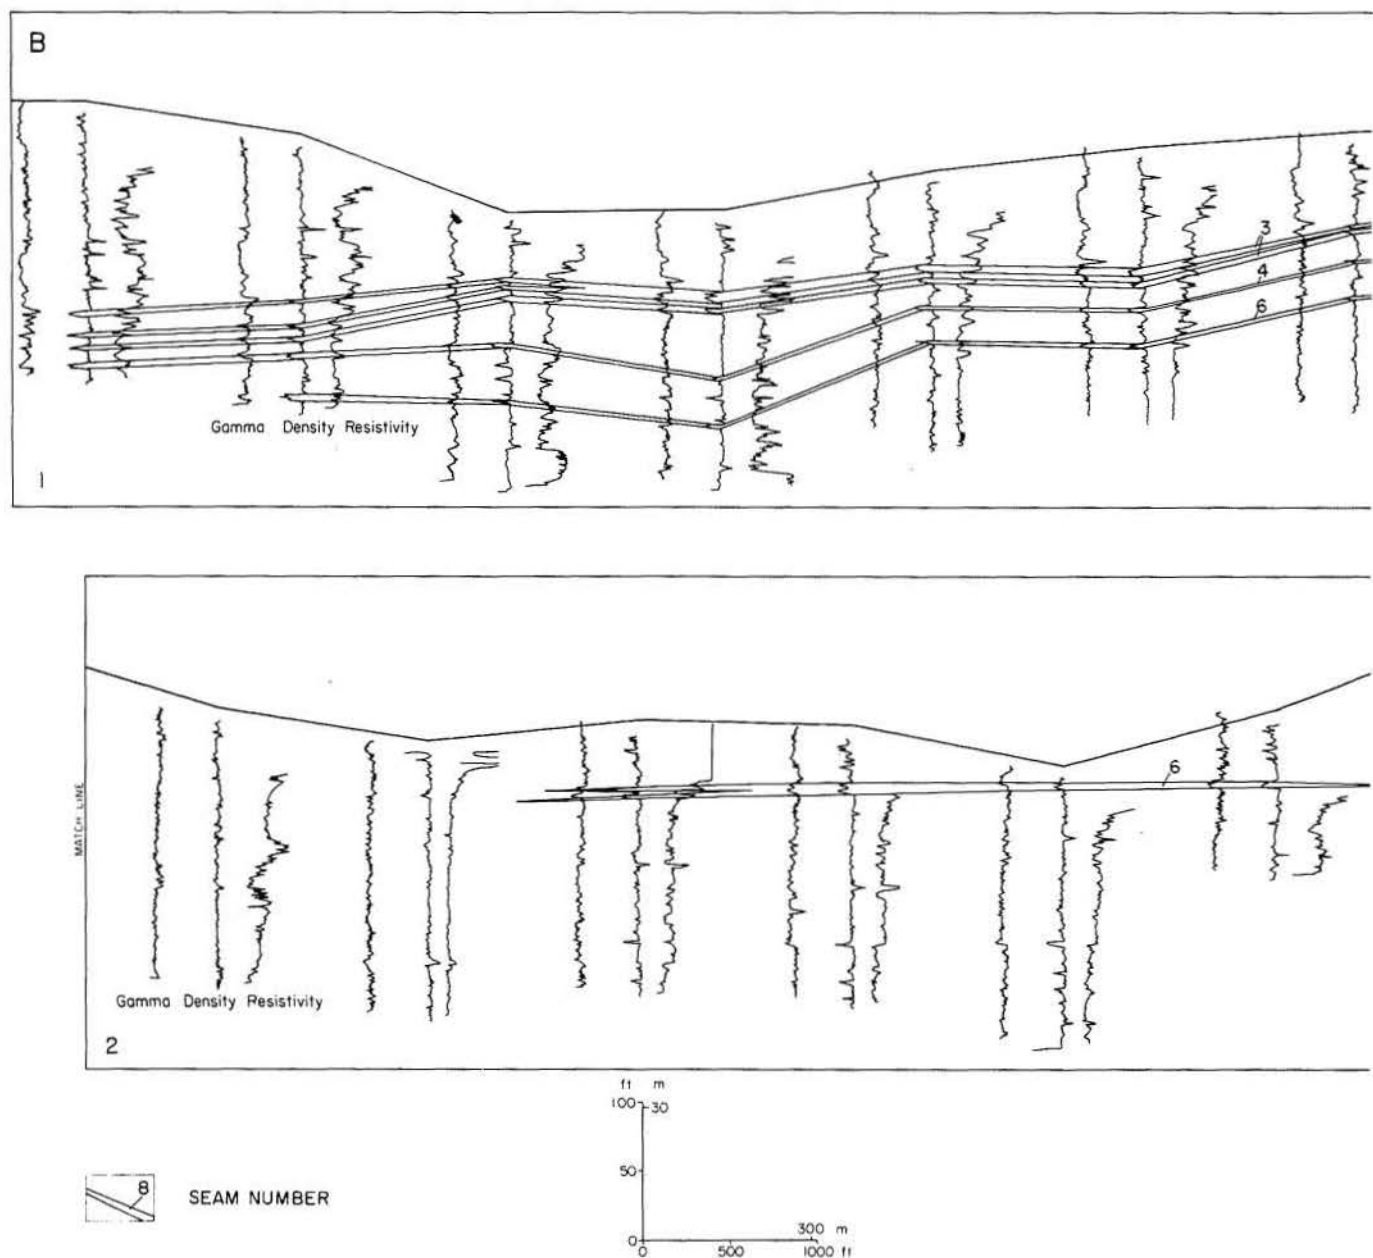 B
3
4
6
Gamma Density Resistivity
1
6
MATCH LINE
Gamma Density Resistivity
2
ft m
100 30
50
8 SEAM NUMBER
300 m
0
0 500 1000 ft